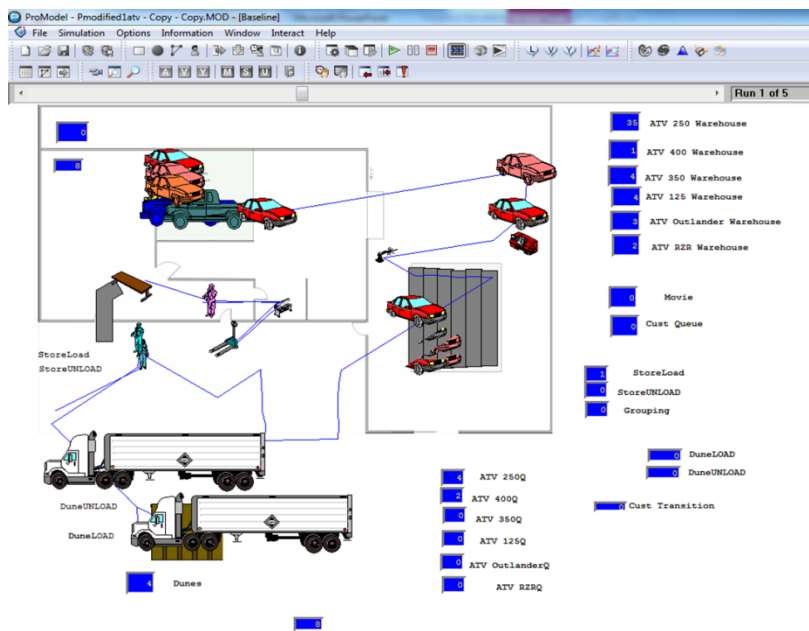 ProModel - Pmodified1atv - Copy - Copy.MOD - [Baseline]
File Simulation Options Information Window Interact Help
Run 1 of 5
0
8
35 ATV 250 Warehouse
1 ATV 400 Warehouse
4 ATV 350 Warehouse
4 ATV 125 Warehouse
3 ATV Outlander Warehouse
2 ATV RZR Warehouse
0 Movie
0 Cust Queue
StoreLoad
StoreUNLOAD
1 StoreLoad
0 StoreUNLOAD
0 Grouping
0 DuneLOAD
0 DuneUNLOAD
4 ATV 250Q
2 ATV 400Q
0 ATV 350Q
0 ATV 125Q
0 ATV OutlanderQ
0 ATV RZRQ
0 Cust Transition
DuneUNLOAD
DuneLOAD
4 Dunes
8